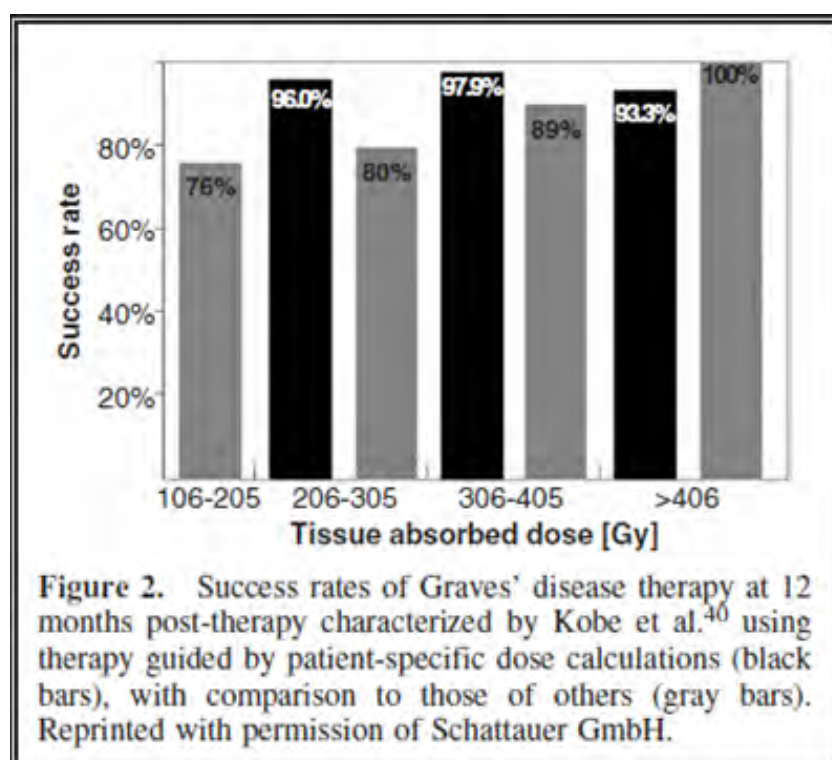 100%
97.9%
96.0%
93.3%
89%
80%
80%
76%
60%
40%
20%
Success rate
106-205 206-305 306-405 >406
Tissue absorbed dose [Gy]
Figure 2. Success rates of Graves' disease therapy at 12
months post-therapy characterized by Kobe et al.40 using
therapy guided by patient-specific dose calculations (black
bars), with comparison to those of others (gray bars).
Reprinted with permission of Schattauer GmbH.